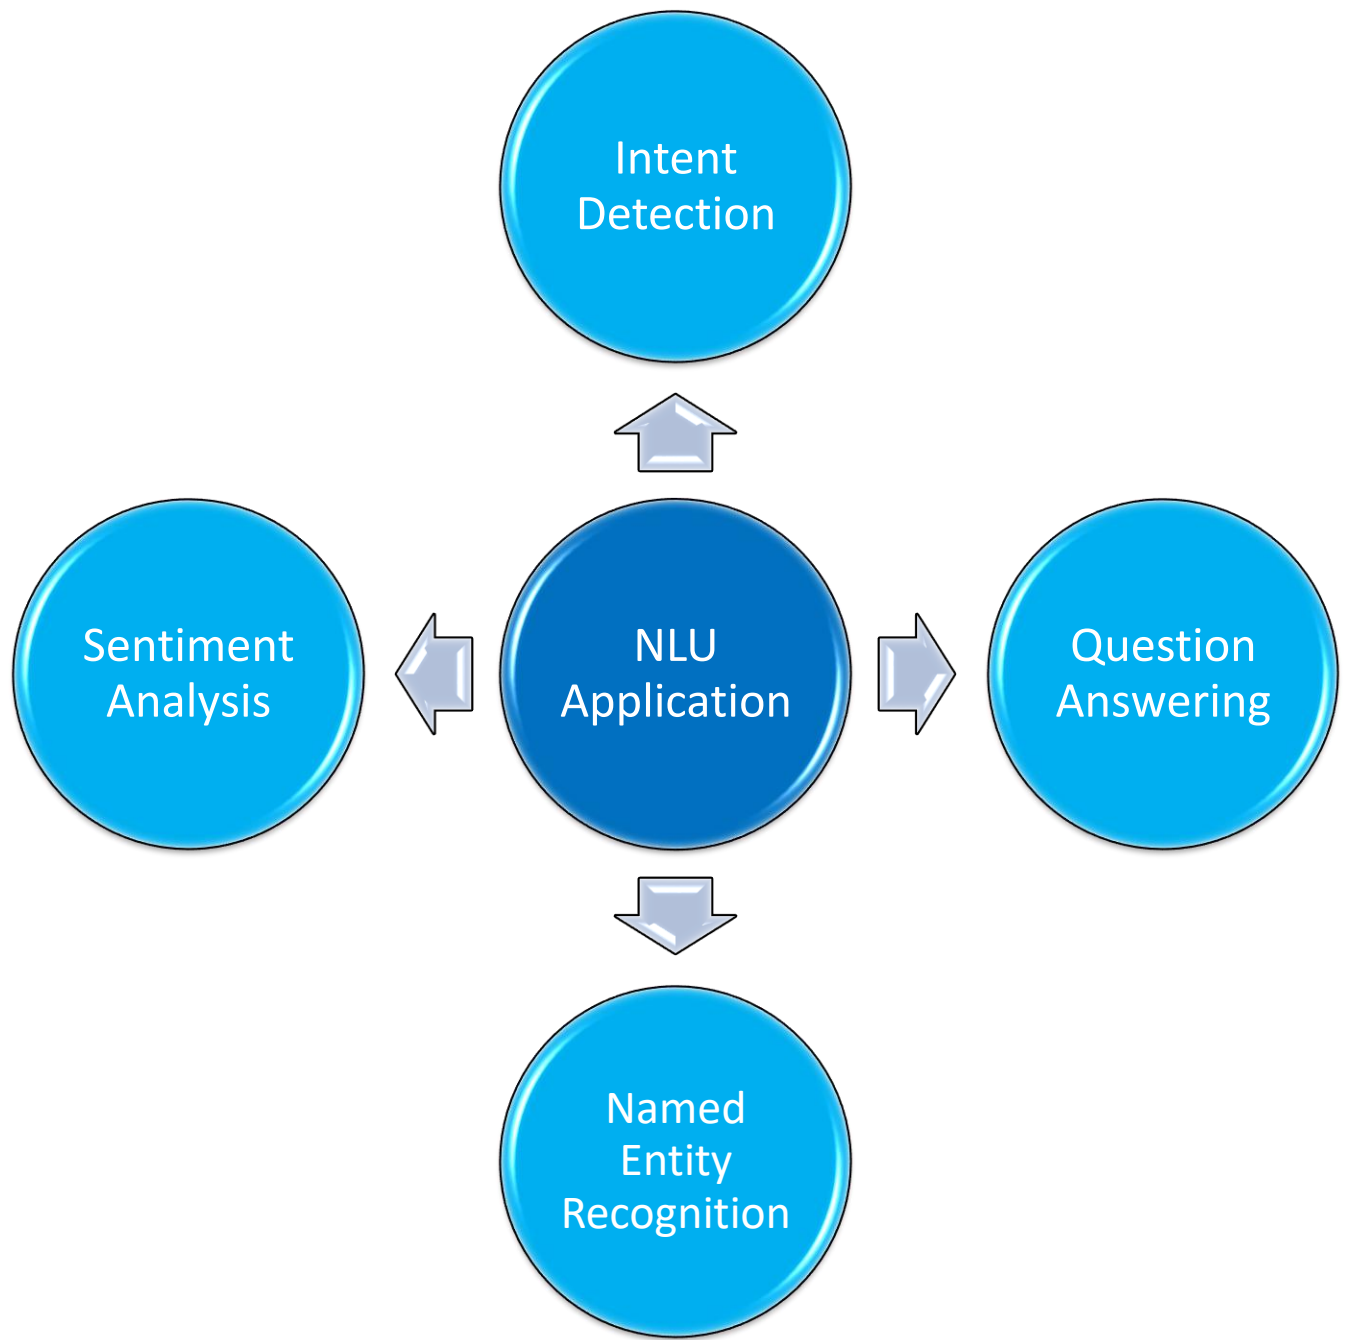 Intent
Detection
Sentiment
Analysis
NLU
Application
Question
Answering
Named
Entity
Recognition